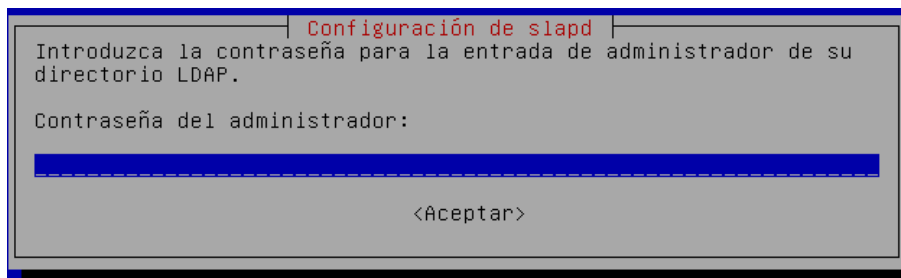 Configuración de slapd
Introduzca la contraseña para la entrada de administrador de su
directorio LDAP.
Contraseña del administrador:
<Aceptar>